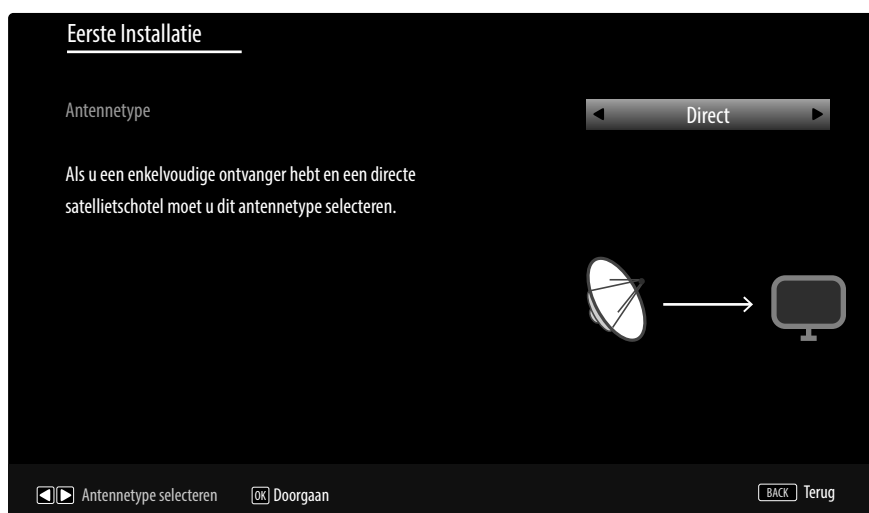 Eerste Installatie
Antennetype
Direct
Als u een enkelvoudige ontvanger hebt en een directe
satellietschotel moet u dit antennetype selecteren.
Antennetype selecteren OK Doorgaan BACK Terug